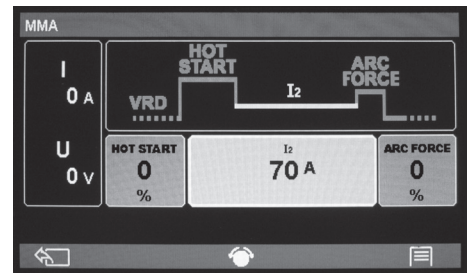 MMA
I
0 A
U
0 V
VRD
HOT
START
I2
ARC
FORCE
HOT START
0
%
I2
70 A
ARC FORCE
0
%